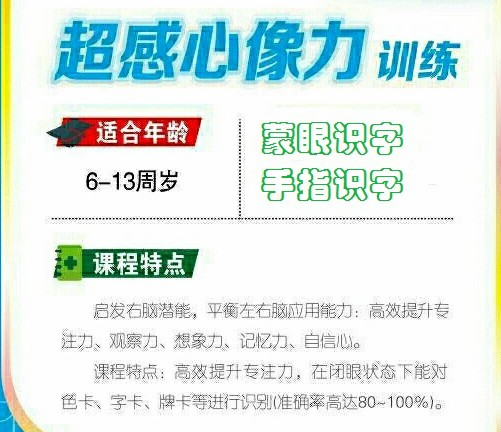 超感心像力 训练
适合年龄
6-13周岁
蒙眼识字
手指识字
课程特点
启发右脑潜能，平衡左右脑应用能力：高效提升专
注力、观察力、想象力、记忆力、自信心。
课程特点：高效提升专注力，在闭眼状态下能对
色卡、字卡、牌卡等进行识别(准确率高达80~100%)。